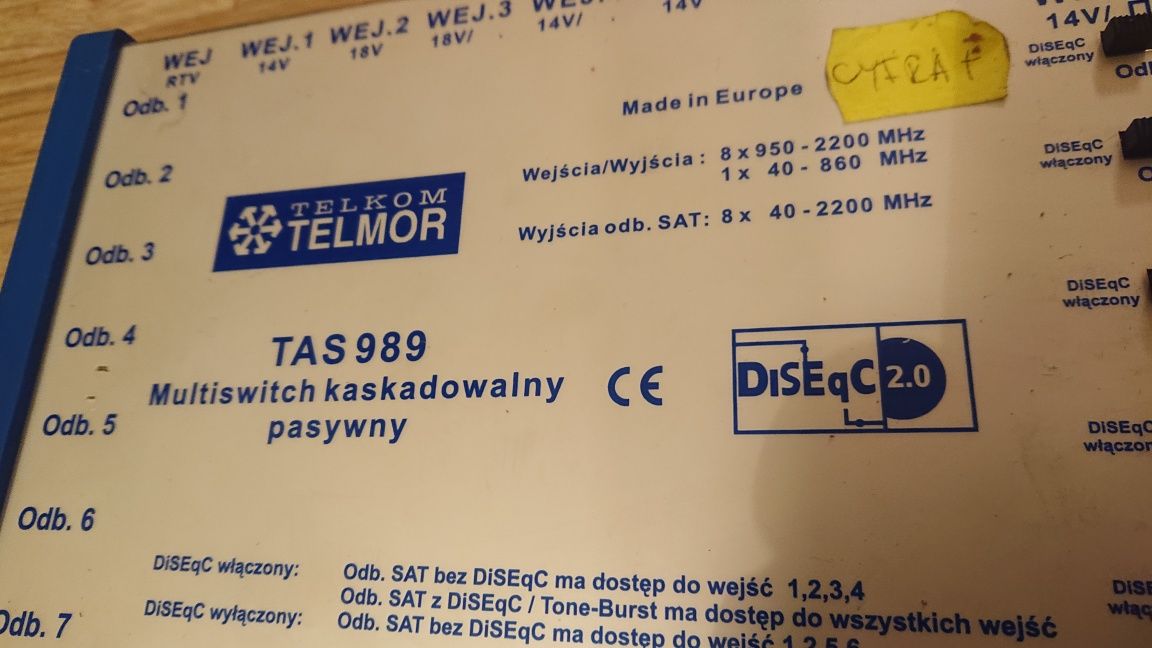 WEJ
RTV
WEJ.1
14V
WEJ.2
18V
WEJ.3
18V/
14V/
14V
14V/
Odb. 1
Made in Europe
CYFRA +
DiSEqC
włączony
Odb. 2
Wejścia/Wyjścia : 8 x 950 - 2200 MHz
1 x 40 - 860 MHz
DiSEqC
włączony
TELKOM
TELMOR
Wyjścia odb. SAT: 8 x 40 - 2200 MHz
Odb. 3
DiSEqC
włączony
Odb. 4
TAS 989
Multiswitch kaskadowalny
pasywny
CE
DiSEqC 2.0
Odb. 5
DiSEqC
Odb. 6
DiSEqC włączony: Odb. SAT bez DiSEqC ma dostęp do wejść 1,2,3,4
Odb. SAT z DiSEqC / Tone-Burst ma dostęp do wszystkich wejść
DiSEqC wyłączony: Odb. SAT bez DiSEqC ma dostęp do wejść 1,2,5,6
Odb. 7